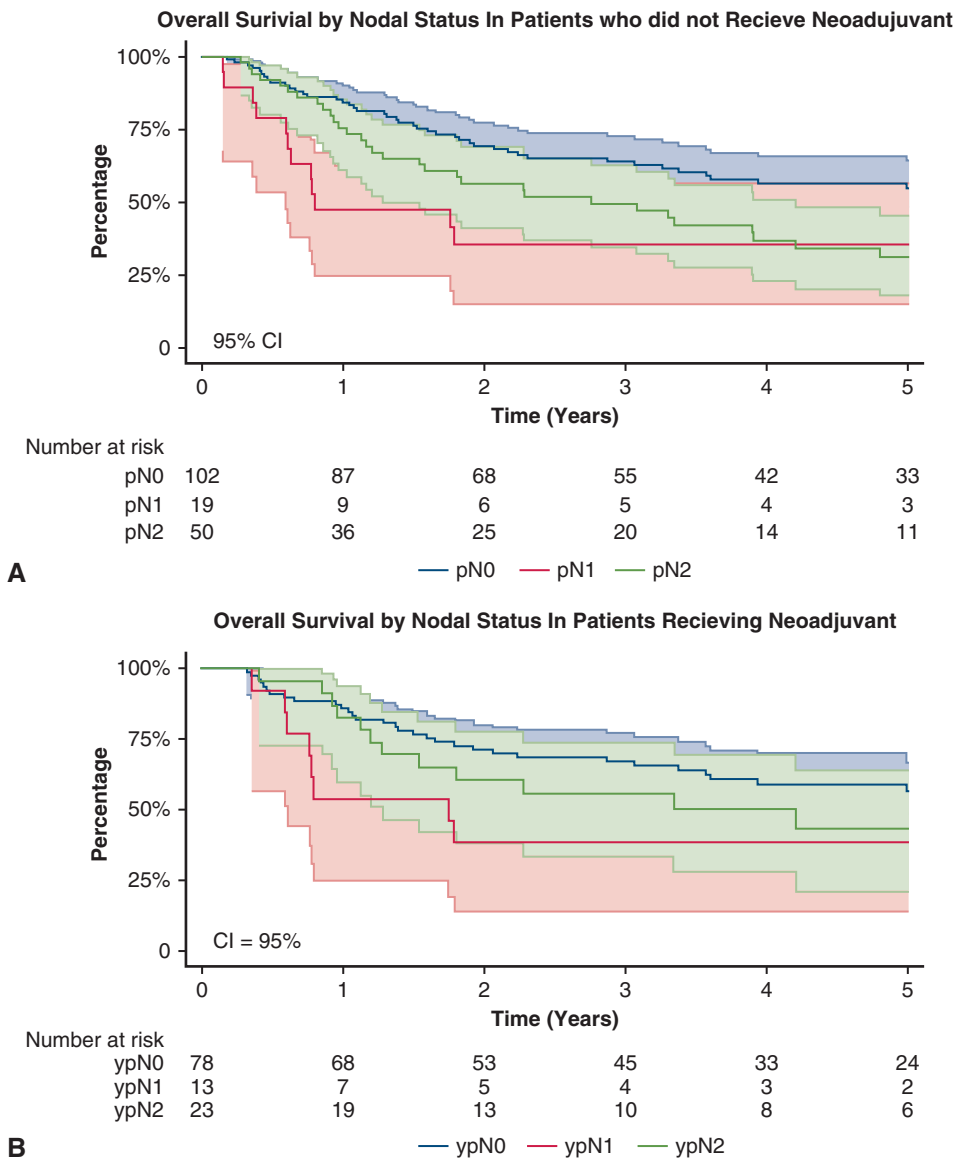 Overall Surivial by Nodal Status In Patients who did not Recieve Neoadujuvant
100%
75%
50%
25%
0
Percentage
95% CI
0 1 2 3 4 5
Time (Years)
Number at risk
pN0 102 87 68 55 42 33
pN1 19 9 6 5 4 3
pN2 50 36 25 20 14 11
A
pN0 pN1 pN2
Overall Survival by Nodal Status In Patients Recieving Neoadjuvant
100%
75%
50%
25%
0
Percentage
CI = 95%
0 1 2 3 4 5
Time (Years)
Number at risk
ypN0 78 68 53 45 33 24
ypN1 13 7 5 4 3 2
ypN2 23 19 13 10 8 6
B
ypN0 ypN1 ypN2